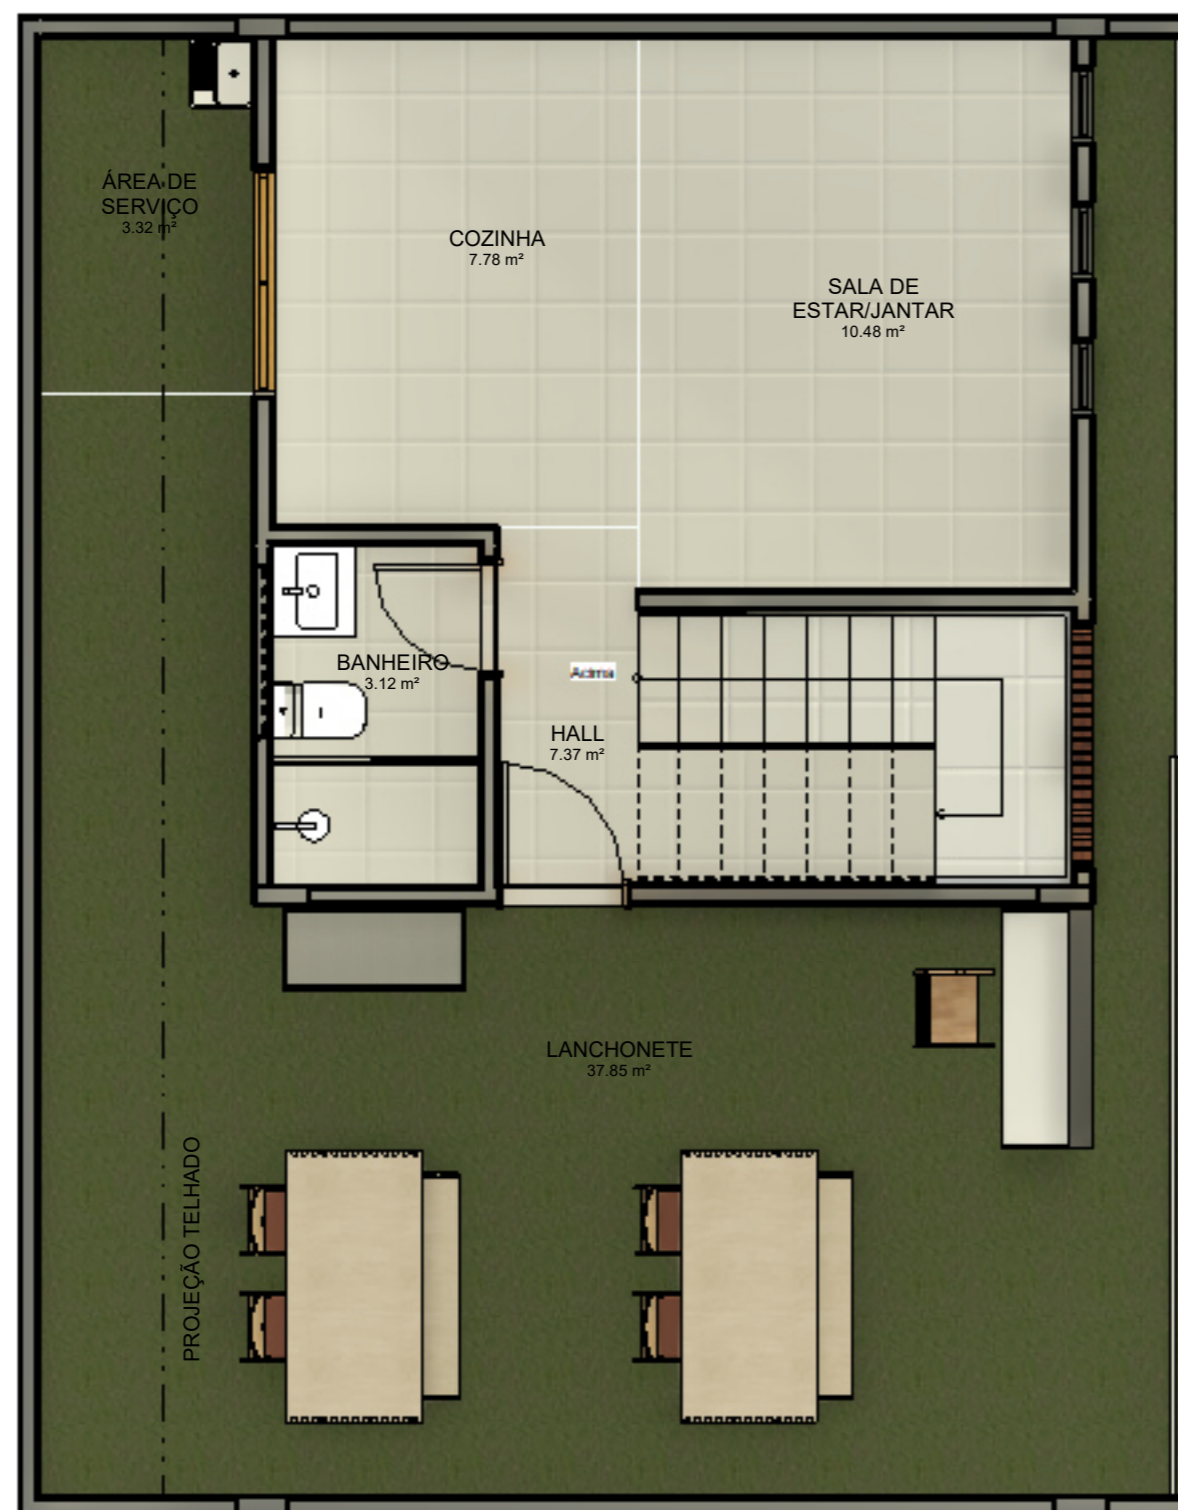 ÁREA DE
SERVIÇO
3.32 m²
COZINHA
7.78 m²
SALA DE
ESTAR/JANTAR
10.48 m²
BANHEIRO
3.12 m²
Acima
HALL
7.37 m²
LANCHONETE
37.85 m²
PROJEÇÃO TELHADO